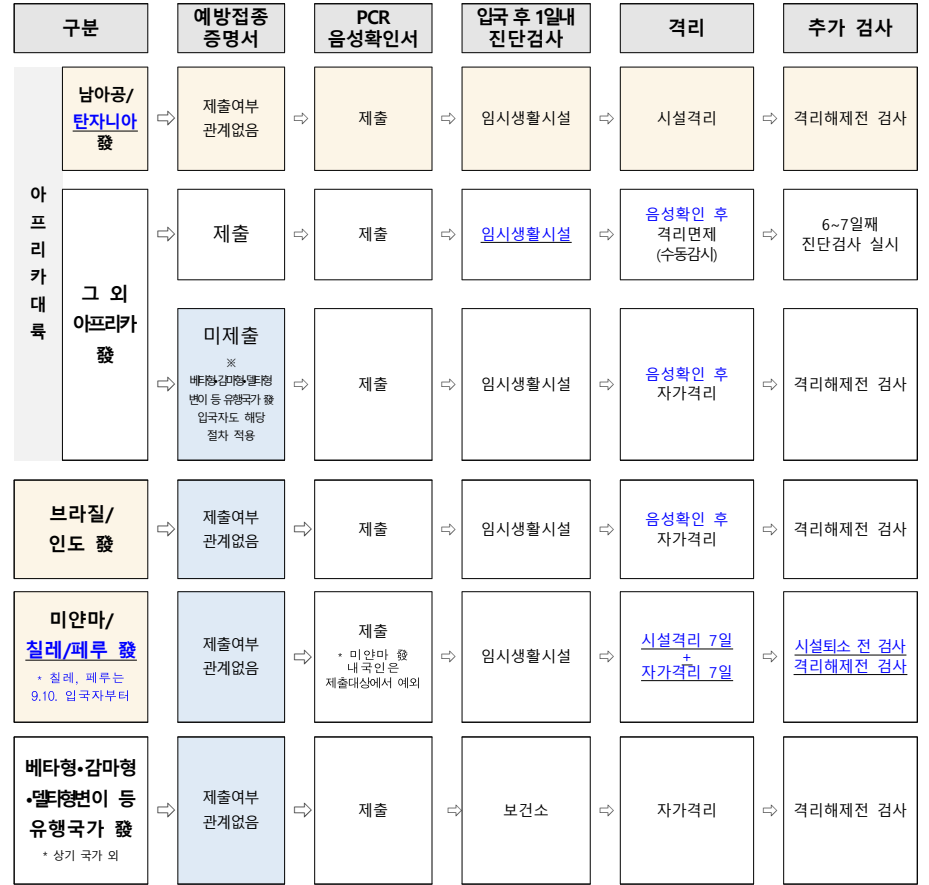 구분
예방접종
증명서
PCR
음성확인서
입국 후 1일내
진단검사
격리
추가 검사
아
프
리
카
대
륙
남아공/
탄자니아
發
⇨
제출여부
관계없음
⇨
제출
⇨
임시생활시설
⇨
시설격리
⇨
격리해제전 검사
그 외
아프리카
發
⇨
제출
⇨
제출
⇨
임시생활시설
⇨
음성확인 후
격리면제
(수동감시)
⇨
6~7일째
진단검사 실시
⇨
미제출
※
베타형•감마형•델타형
변이 등 유행국가 發
입국자도 해당
절차 적용
⇨
제출
⇨
임시생활시설
⇨
음성확인 후
자가격리
⇨
격리해제전 검사
브라질/
인도 發
⇨
제출여부
관계없음
⇨
제출
⇨
임시생활시설
⇨
음성확인 후
자가격리
⇨
격리해제전 검사
미얀마/
칠레/페루 發
* 칠레, 페루는
9.10. 입국자부터
⇨
제출여부
관계없음
제출
* 미얀마 發
내국인은
제출대상에서 예외
⇨
임시생활시설
⇨
시설격리 7일
+
자가격리 7일
⇨
시설퇴소 전 검사
격리해제전 검사
베타형•감마형
•델타형변이 등
유행국가 發
* 상기 국가 외
⇨
제출여부
관계없음
⇨
제출
⇨
보건소
⇨
자가격리
⇨
격리해제전 검사